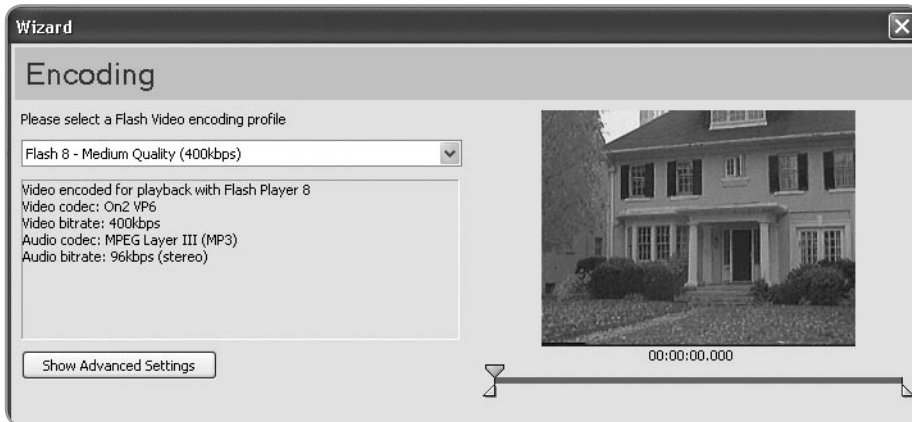 Wizard
Encoding
Please select a Flash Video encoding profile
Flash 8 - Medium Quality (400kbps)
Video encoded for playback with Flash Player 8
Video codec: On2 VP6
Video bitrate: 400kbps
Audio codec: MPEG Layer III (MP3)
Audio bitrate: 96kbps (stereo)
Show Advanced Settings
00:00:00.000